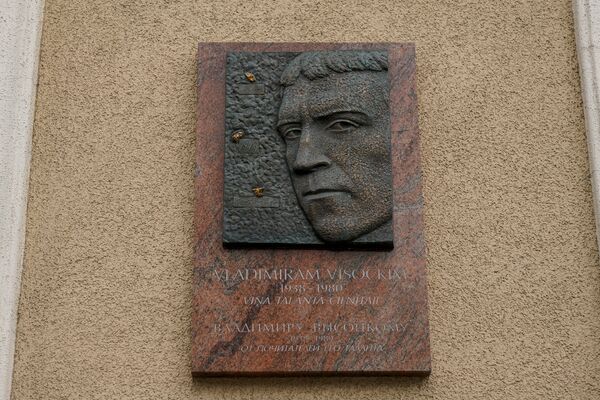 VLADIMIRAM VISOCKIM
1938 - 1980
VIŅA TALANTA CIENĪTĀJI
ВЛАДИМИРУ ВЫСОЦКОМУ
1938 - 1980
ОТ ПОЧИТАТЕЛЕЙ ЕГО ТАЛАНТА